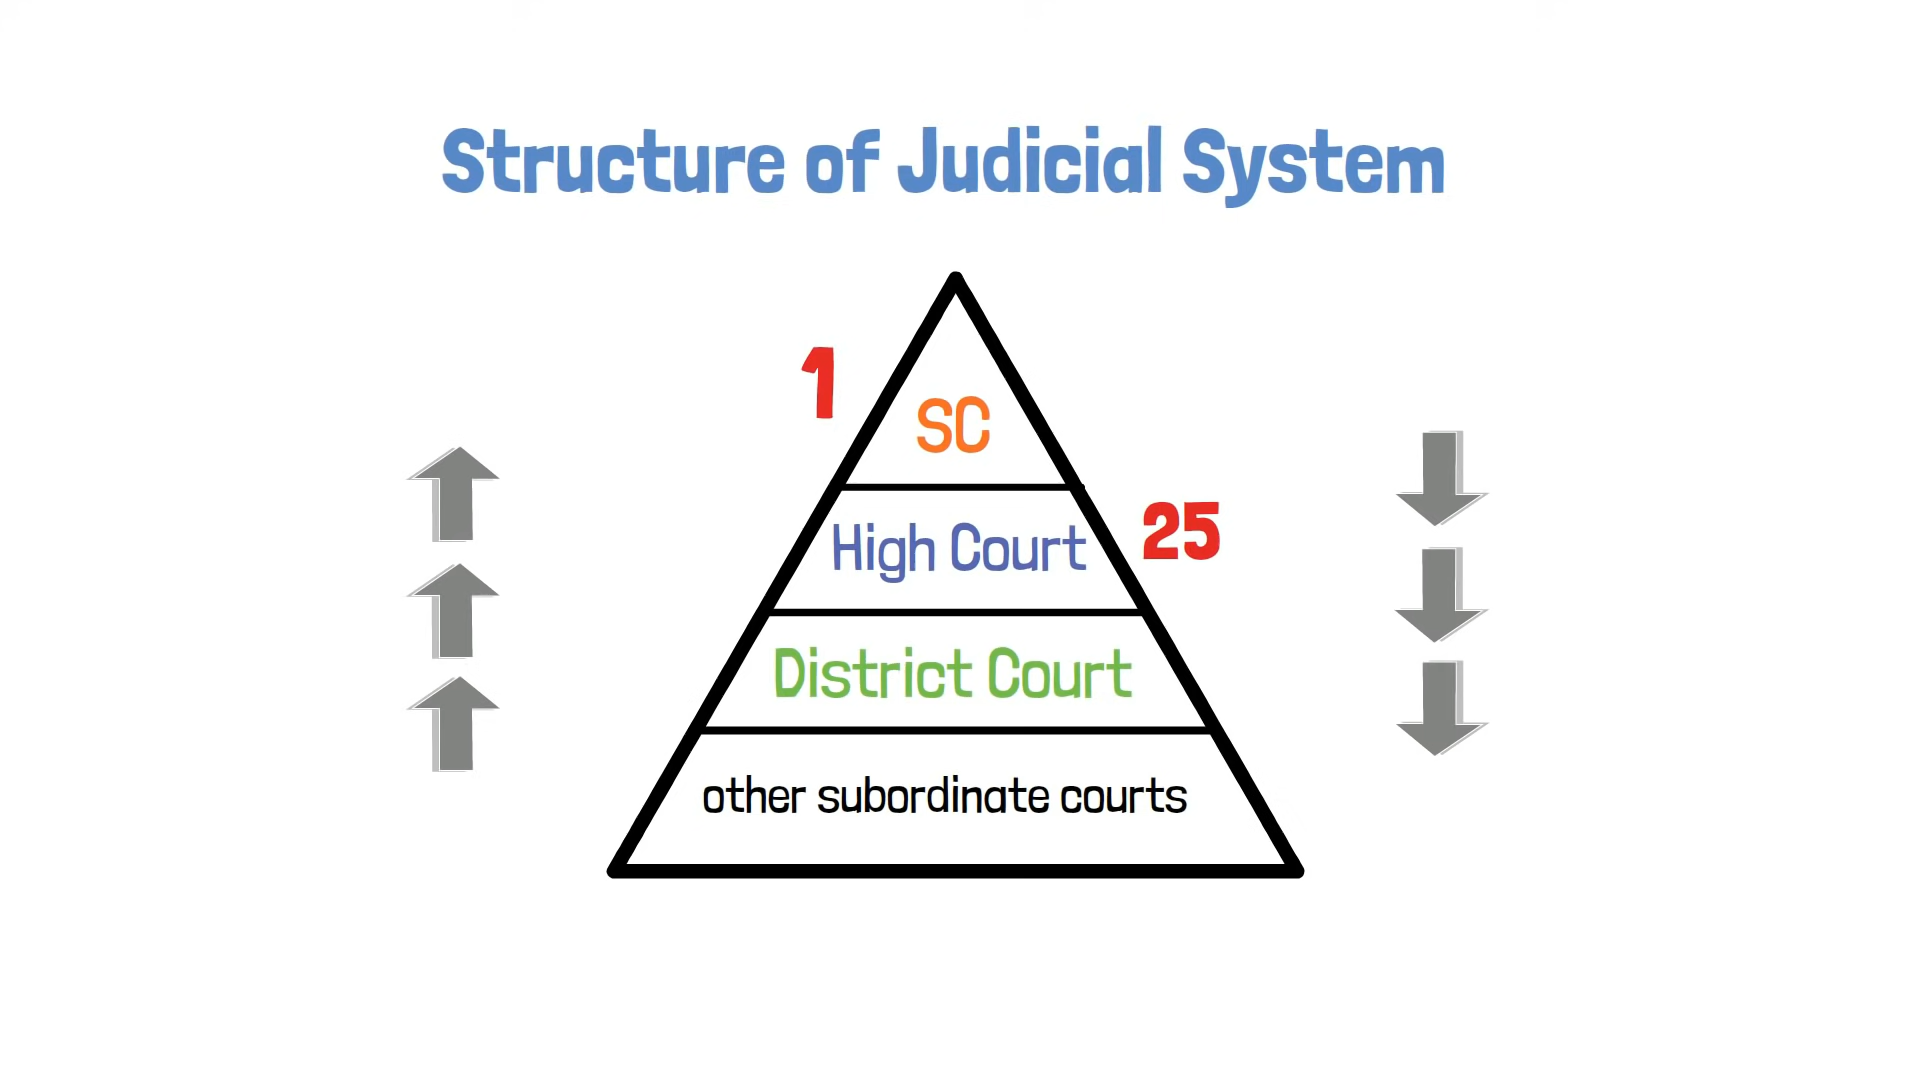 Structure of Judicial System
1
SC
High Court
25
District Court
other subordinate courts